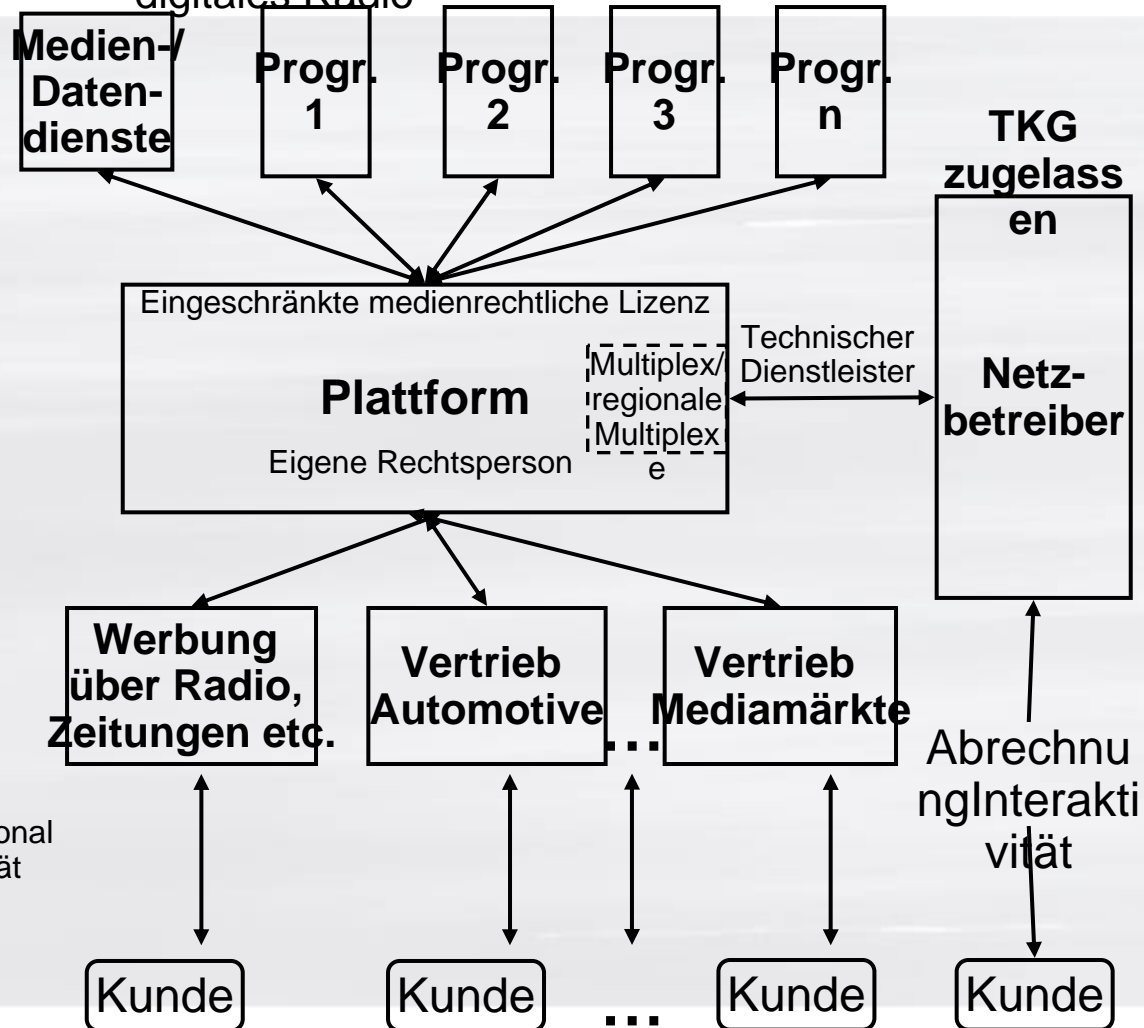 digitales Radio
Medien-/
Daten-
dienste
Progr.
1
Progr.
2
Progr.
3
Progr.
n
TKG
zugelass
en
Eingeschränkte medienrechtliche Lizenz
Plattform
Eigene Rechtsperson
Multiplex/
regionale
Multiplex
e
Technischer
Dienstleister
Netz-
betreiber
Werbung
über Radio,
Zeitungen etc.
Vertrieb
Automotive
...
Vertrieb
Mediamärkte
Abrechnu
ngInterakti
vität
onal
ät
Kunde
Kunde
...
Kunde
Kunde